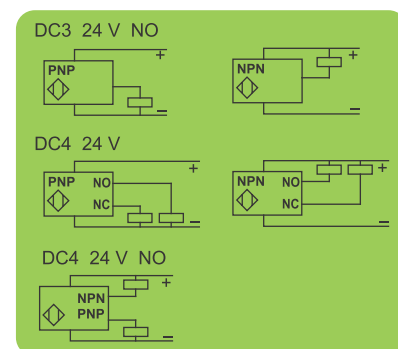 DC3 24 V NO
PNP + −
NPN + −
DC4 24 V
PNP NO NC + −
NPN NO NC + −
DC4 24 V NO
NPN PNP + −